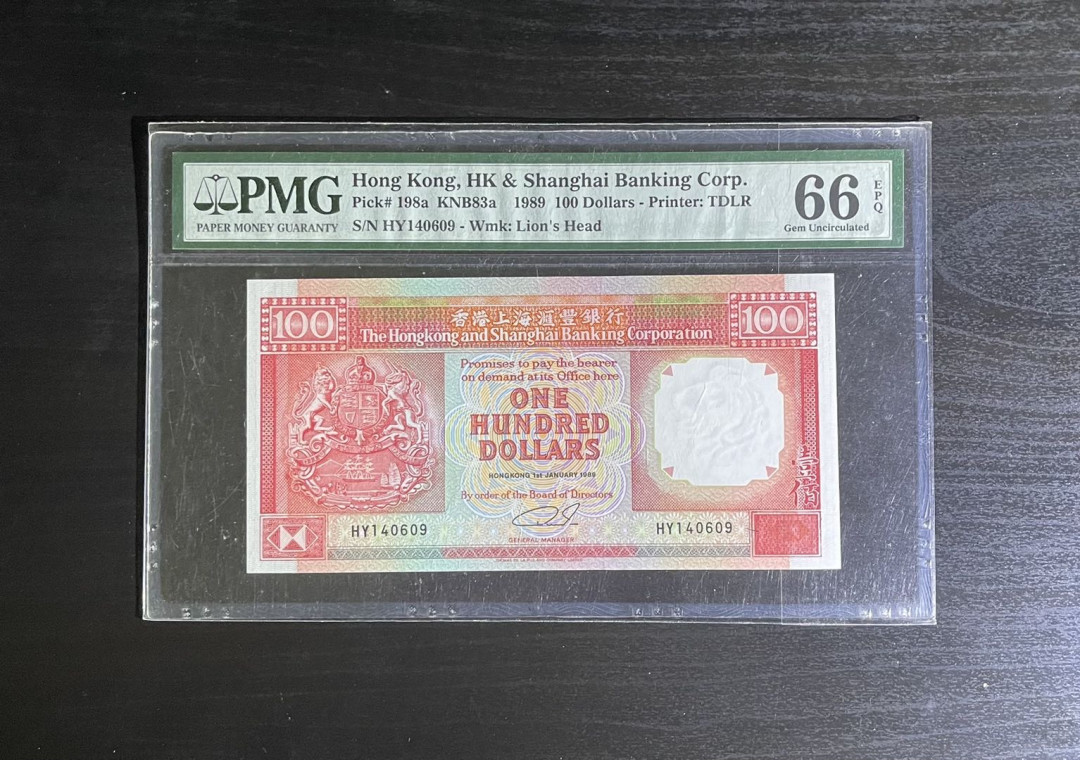 PMG
PAPER MONEY GUARANTY
Hong Kong, HK & Shanghai Banking Corp.
Pick# 198a KNB83a 1989 100 Dollars - Printer: TDLR
S/N HY140609 - Wmk: Lion's Head
66
EPQ
Gem Uncirculated
100
香港上海滙豐銀行
The Hongkong and Shanghai Banking Corporation
100
Promises to pay the bearer
on demand at its Office here
ONE
HUNDRED
DOLLARS
HONGKONG 1st JANUARY 1989
By order of the Board of Directors
HY140609
HY140609
GENERAL MANAGER